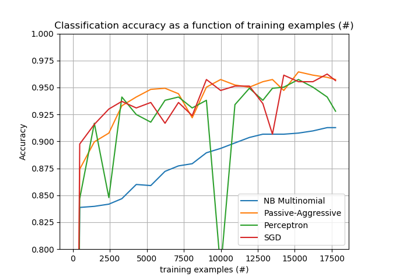 Classification accuracy as a function of training examples (#)
1.000
0.975
0.950
0.925
0.900
0.875
0.850
0.825
0.800
Accuracy
NB Multinomial
Passive-Aggressive
Perceptron
SGD
0 2500 5000 7500 10000 12500 15000 17500
training examples (#)